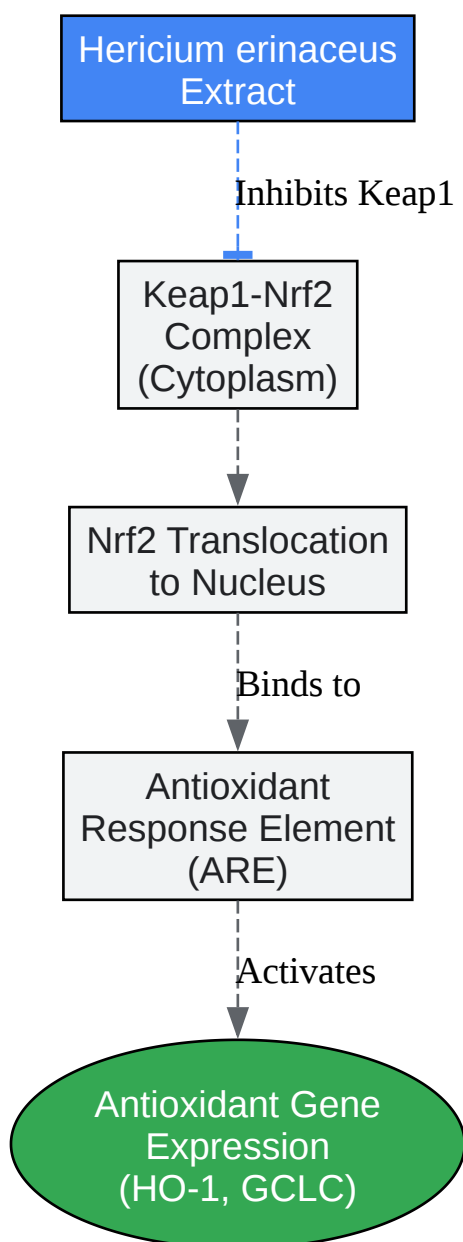 Hericium erinaceus
Extract
Inhibits Keap1
Keap1-Nrf2
Complex
(Cytoplasm)
Nrf2 Translocation
to Nucleus
Binds to
Antioxidant
Response Element
(ARE)
Activates
Antioxidant Gene
Expression
(HO-1, GCLC)